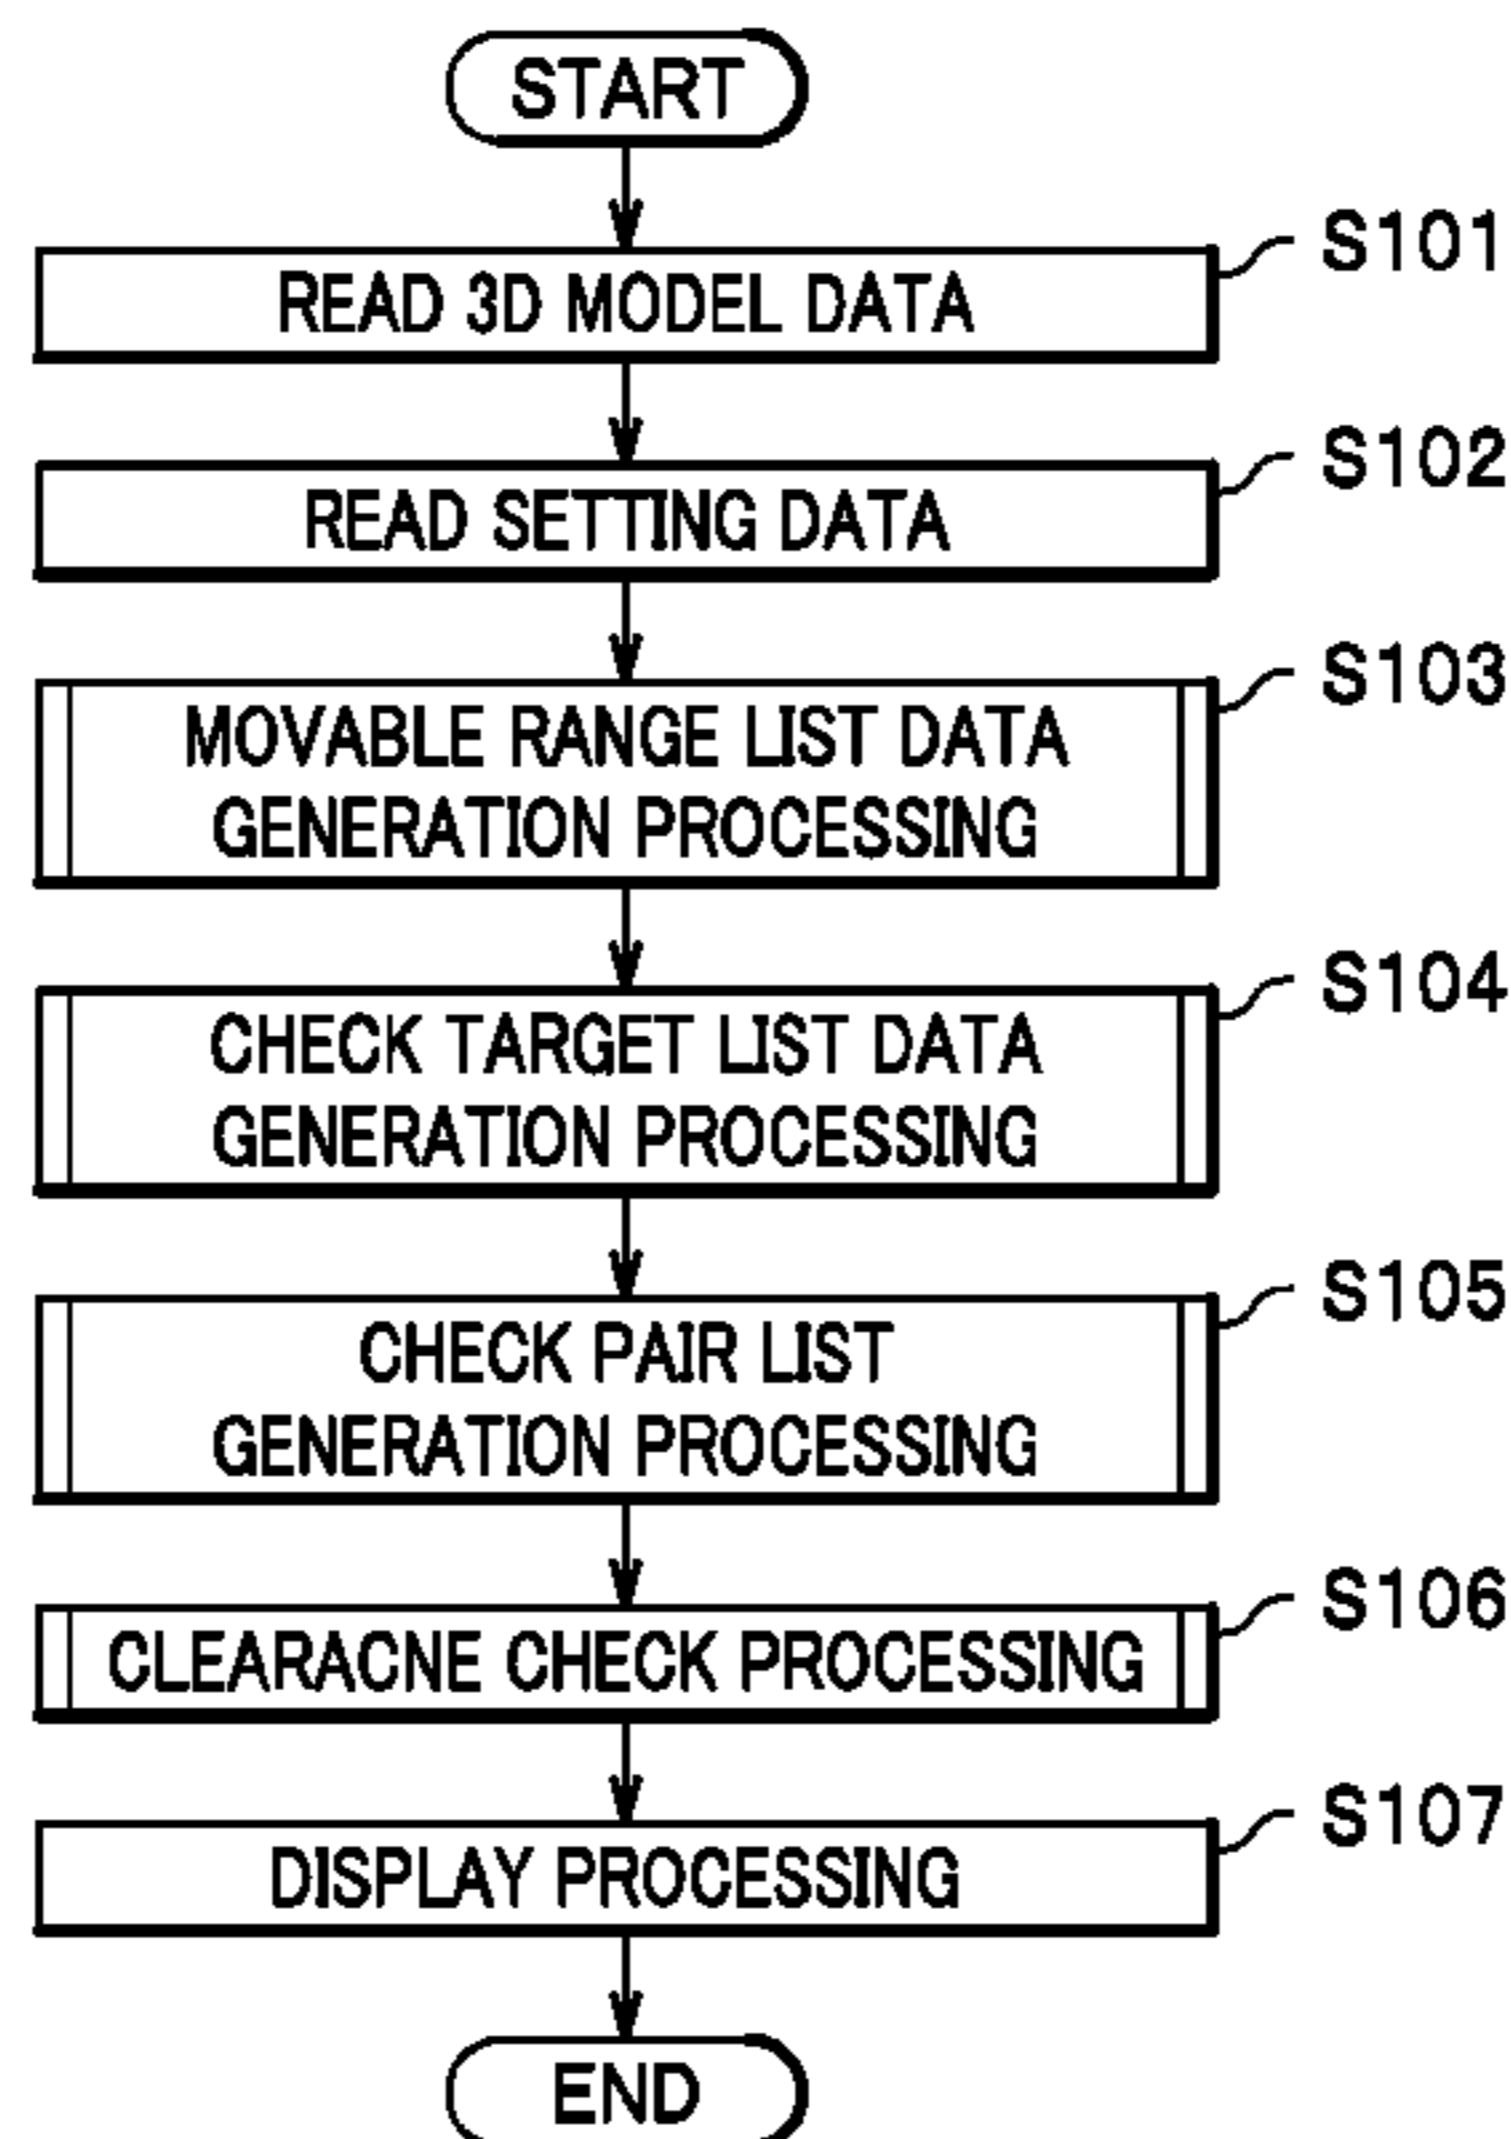 START
S101
READ 3D MODEL DATA
S102
READ SETTING DATA
S103
MOVABLE RANGE LIST DATA
GENERATION PROCESSING
S104
CHECK TARGET LIST DATA
GENERATION PROCESSING
S105
CHECK PAIR LIST
GENERATION PROCESSING
S106
CLEARACNE CHECK PROCESSING
S107
DISPLAY PROCESSING
END